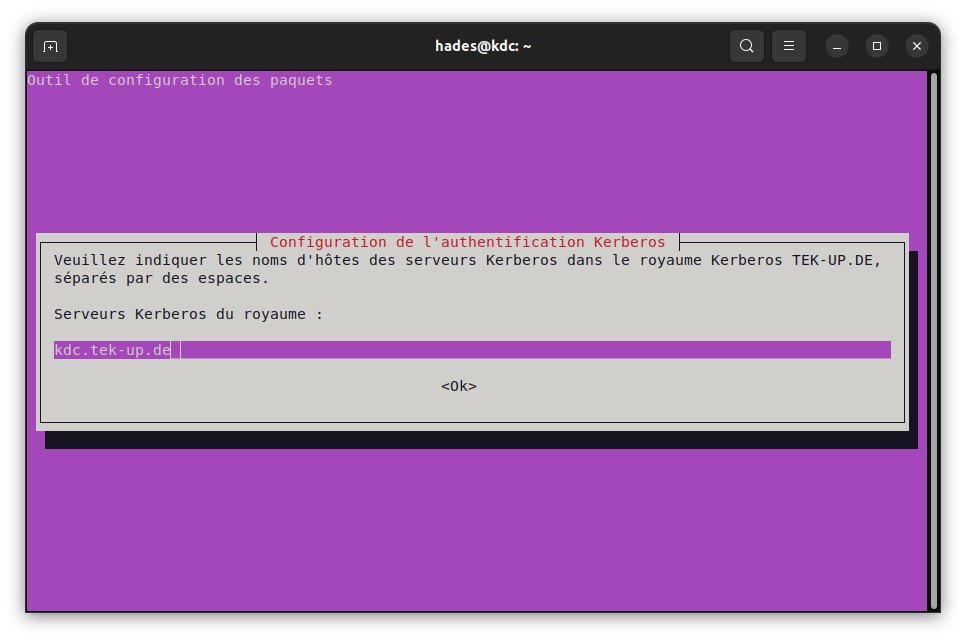 hades@kdc: ~
Outil de configuration des paquets
Configuration de l'authentification Kerberos
Veuillez indiquer les noms d'hôtes des serveurs Kerberos dans le royaume Kerberos TEK-UP.DE,
séparés par des espaces.
Serveurs Kerberos du royaume :
kdc.tek-up.de
<Ok>